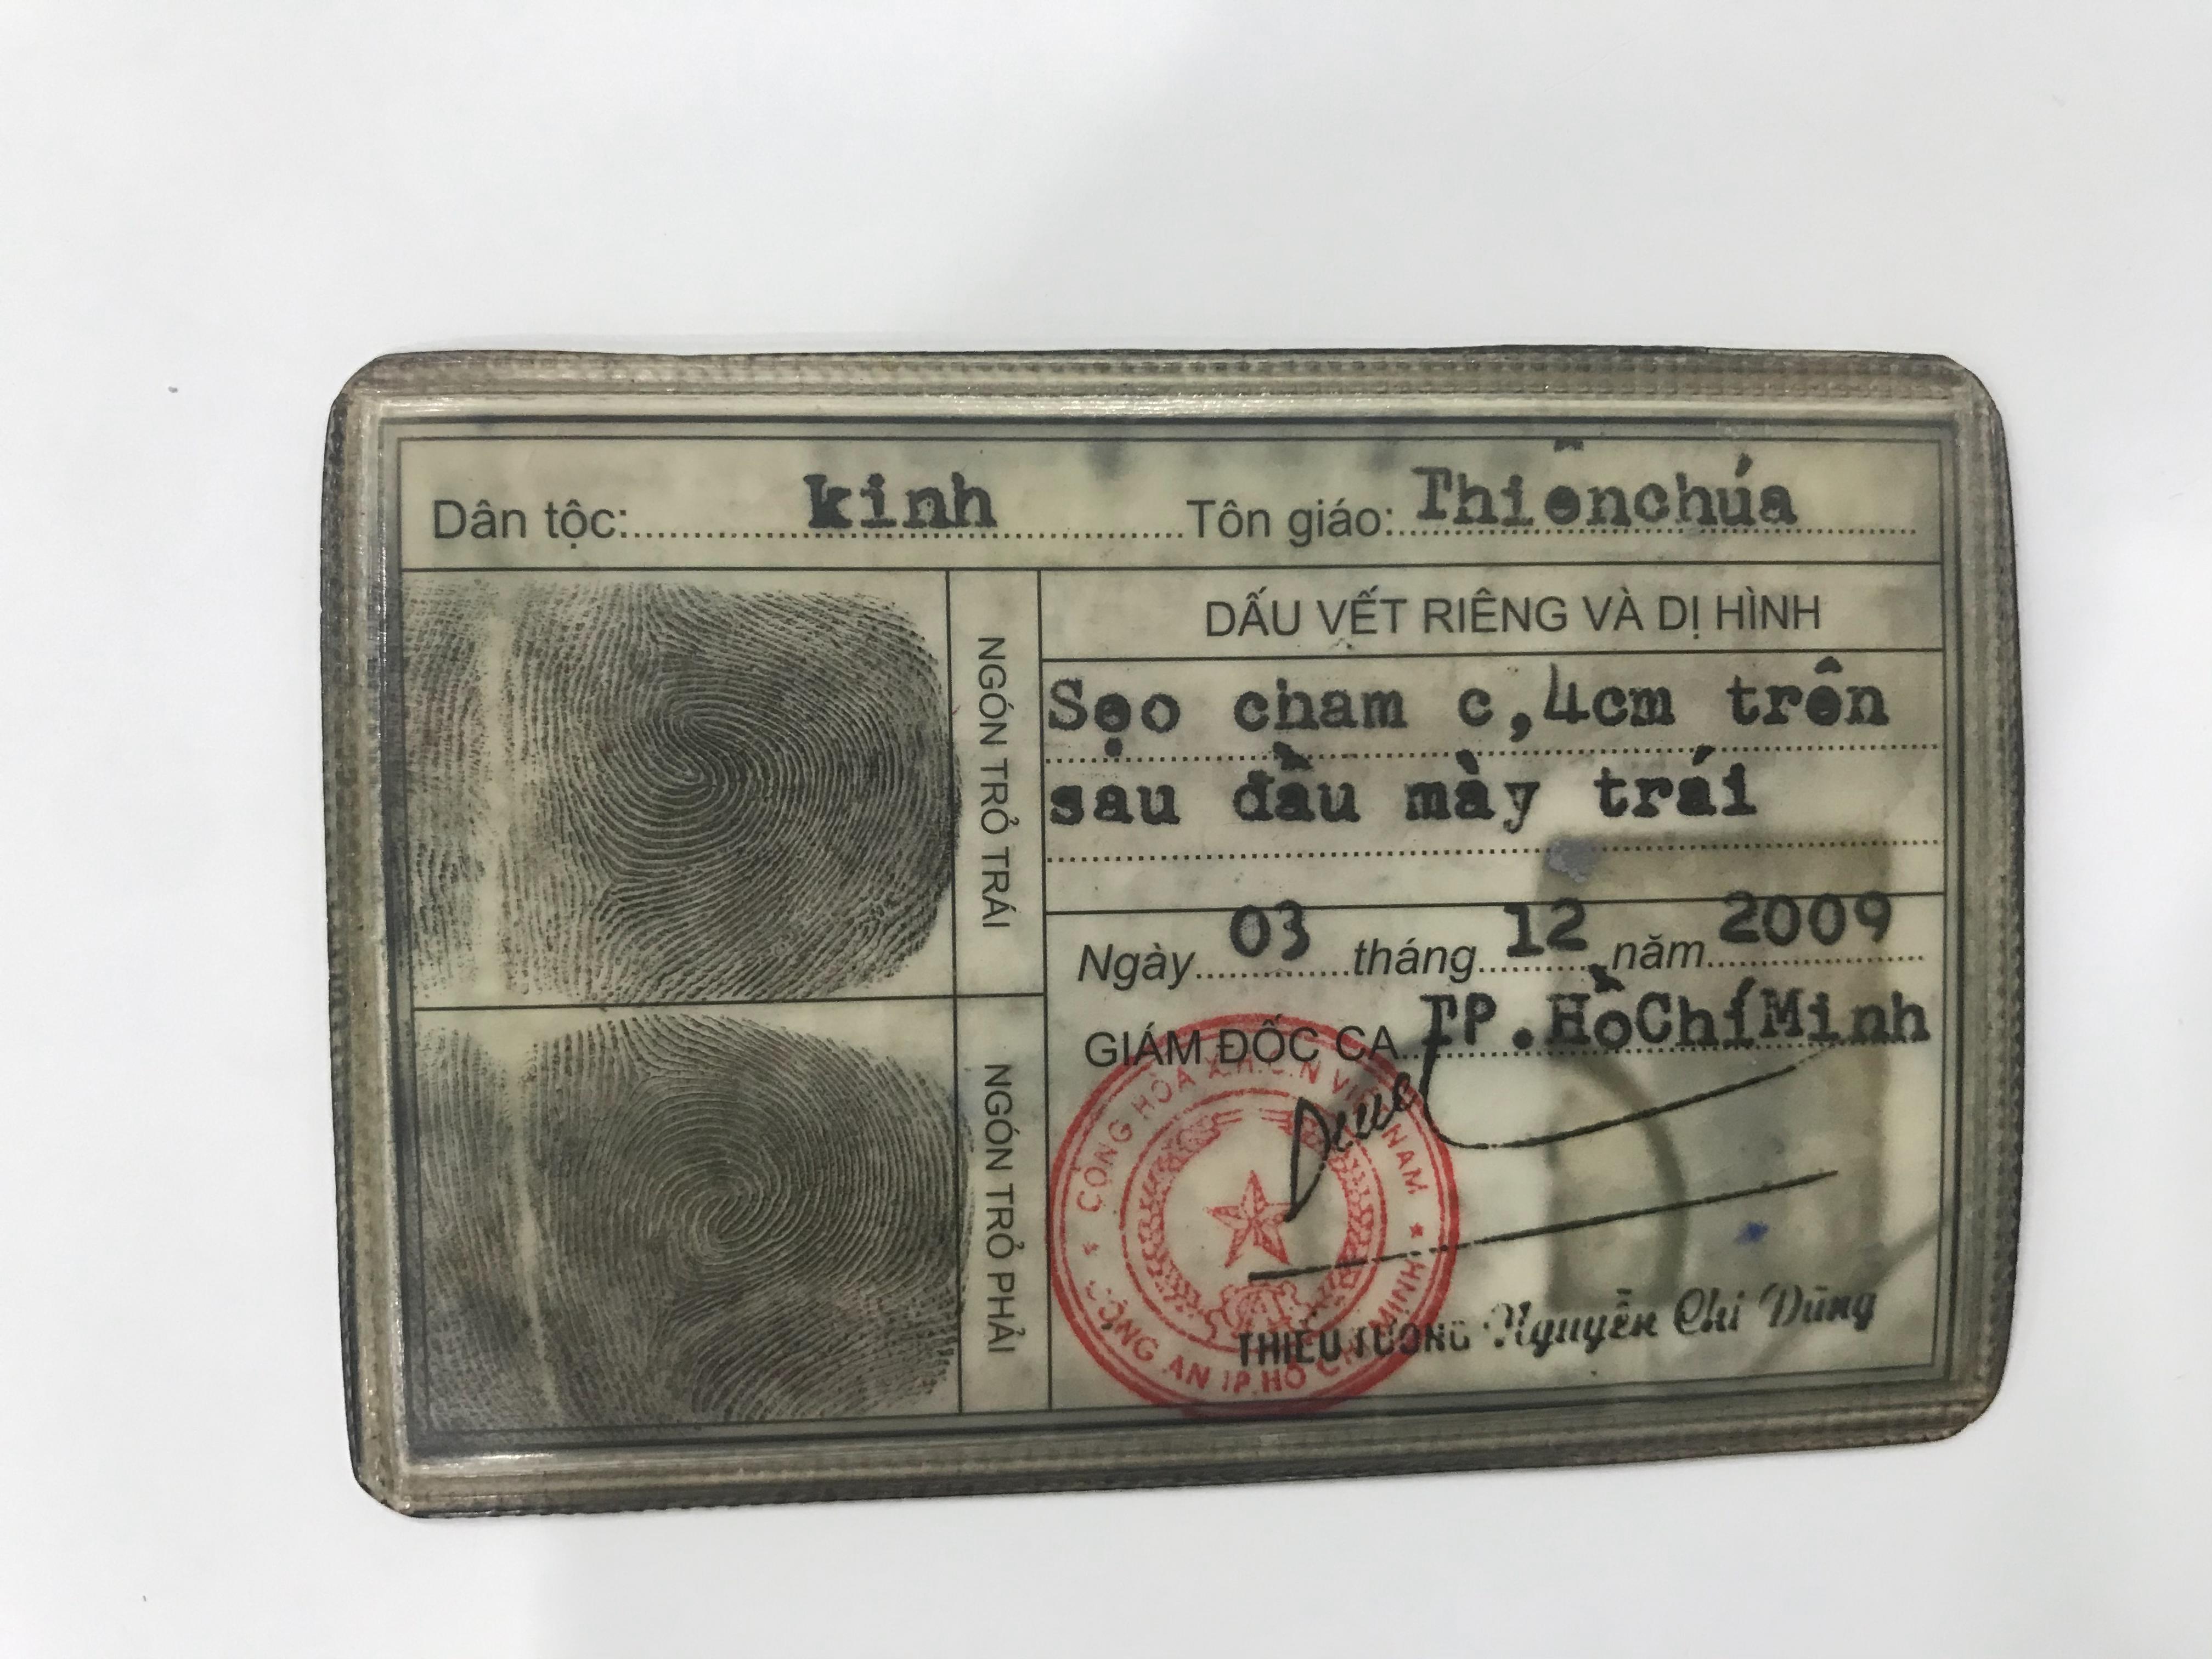 Dân tộc: kinh Tôn giáo: Thiênchúa
NGÓN TRỎ TRÁI
DẤU VẾT RIÊNG VÀ DỊ HÌNH
Sẹo chàm c,4cm trên
sau đầu mày trái
Ngày 03 tháng 12 năm 2009
GIÁM ĐỐC CA TP.HồChíMinh
NGÓN TRỎ PHẢI
CỘNG HÒA X.H.C.N VIỆT NAM
CÔNG AN TP.HỒ CHÍ MINH
THIẾU TƯỚNG Nguyễn Chí Dũng